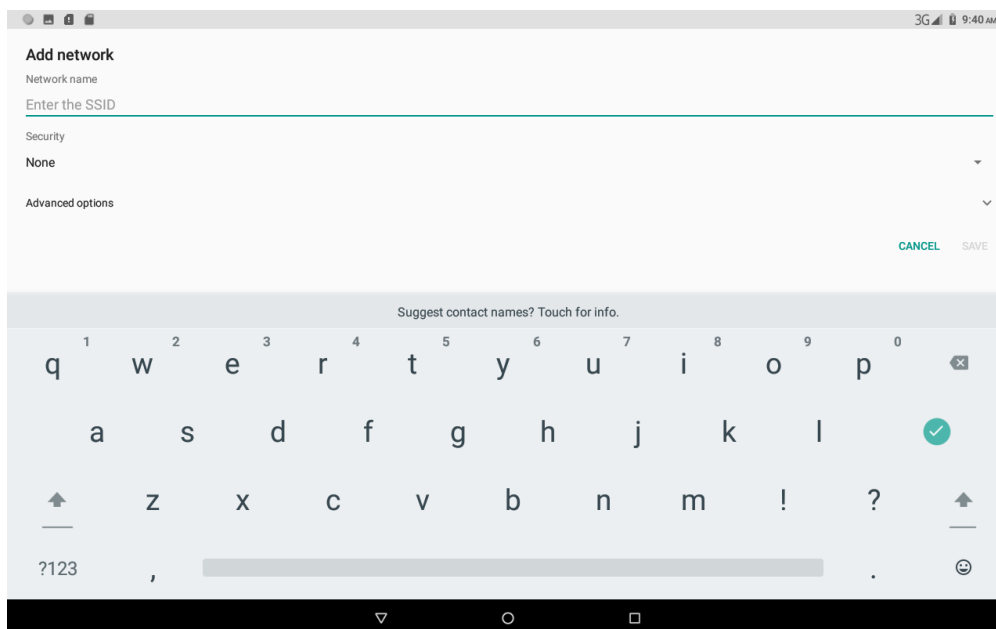 3G 9:40 AM
Add network
Network name
Enter the SSID
Security
None
Advanced options
CANCEL SAVE
Suggest contact names? Touch for info.
1 2 3 4 5 6 7 8 9 0
q w e r t y u i o p
a s d f g h j k l
z x c v b n m ! ?
?123 , .